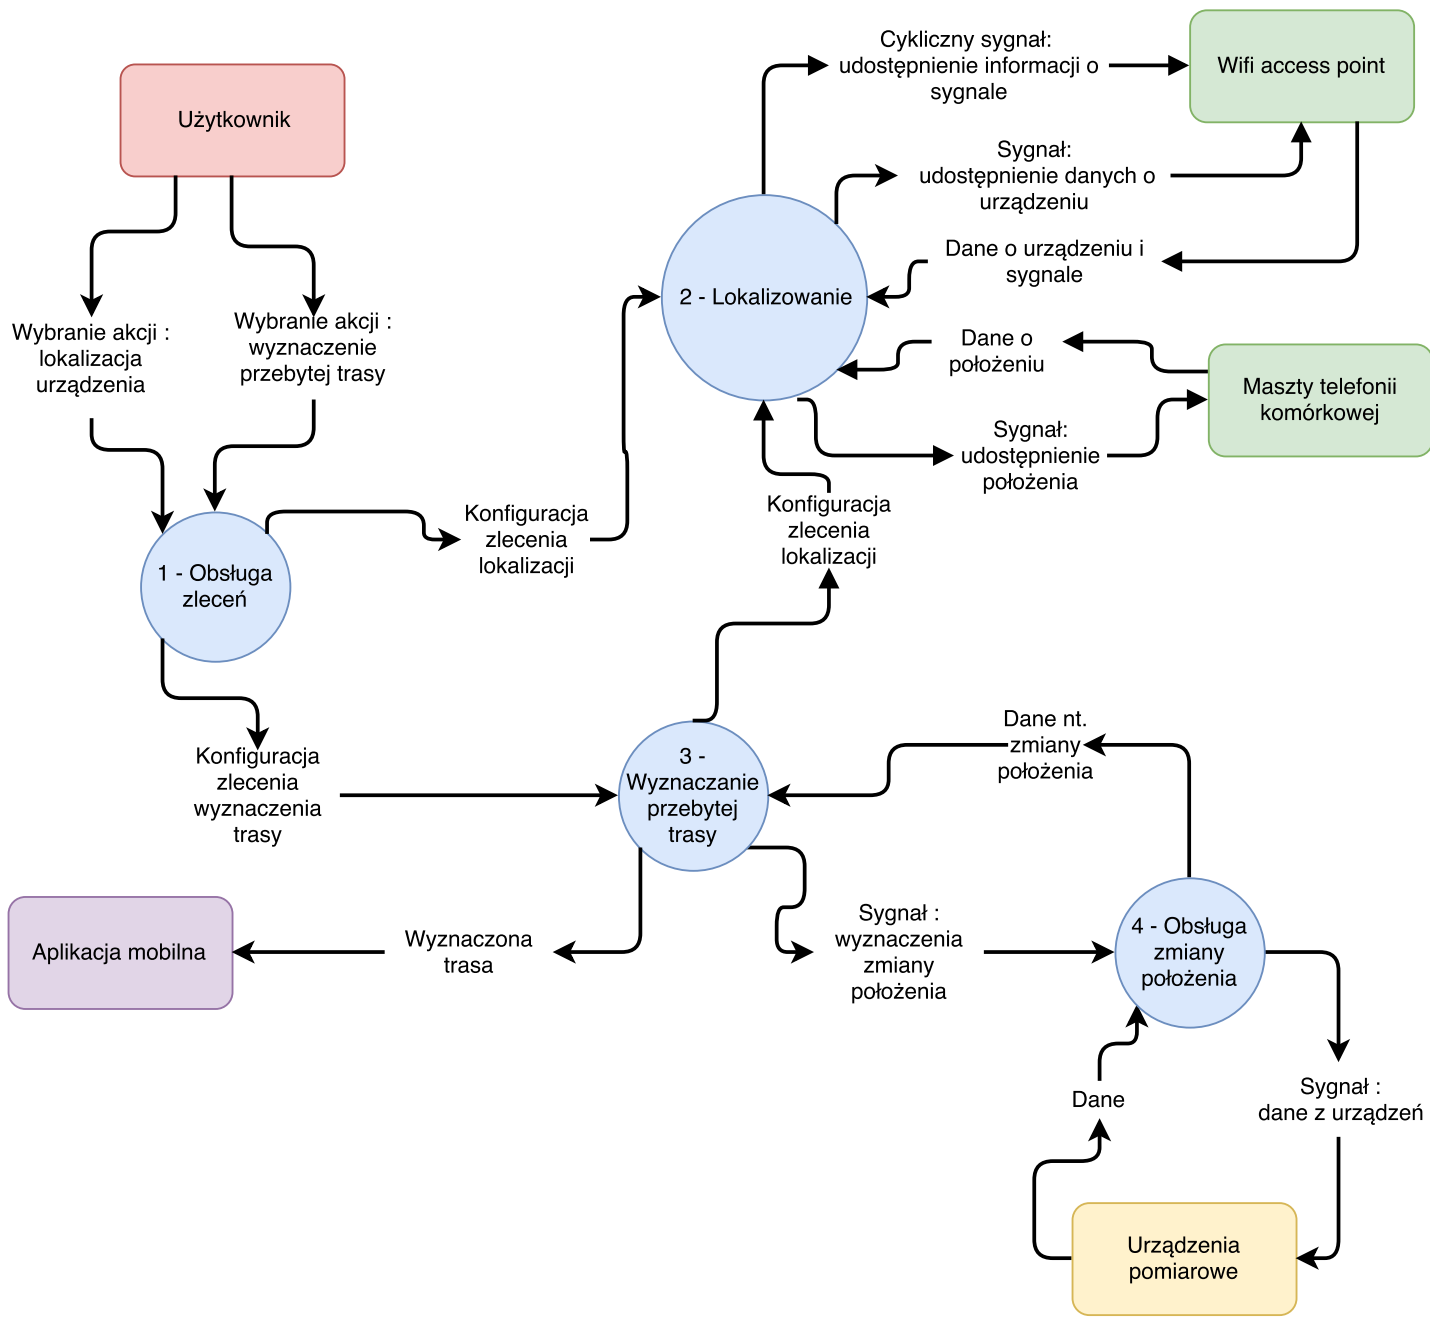 Cykliczny sygnał:
udostępnienie informacji o
sygnale
Wifi access point
Użytkownik
Sygnał:
udostępnienie danych o
urządzeniu
Dane o urządzeniu i
sygnale
2 - Lokalizowanie
Wybranie akcji :
lokalizacja
urządzenia
Wybranie akcji :
wyznaczenie
przebytej trasy
Dane o
położeniu
Maszty telefonii
komórkowej
Sygnał:
udostępnienie
położenia
Konfiguracja
zlecenia
lokalizacji
Konfiguracja
zlecenia
lokalizacji
1 - Obsługa
zleceń
Konfiguracja
zlecenia
wyznaczenia
trasy
3 -
Wyznaczanie
przebytej
trasy
Dane nt.
zmiany
położenia
Aplikacja mobilna
Wyznaczona
trasa
Sygnał :
wyznaczenia
zmiany
położenia
4 - Obsługa
zmiany
położenia
Dane
Sygnał :
dane z urządzeń
Urządzenia
pomiarowe